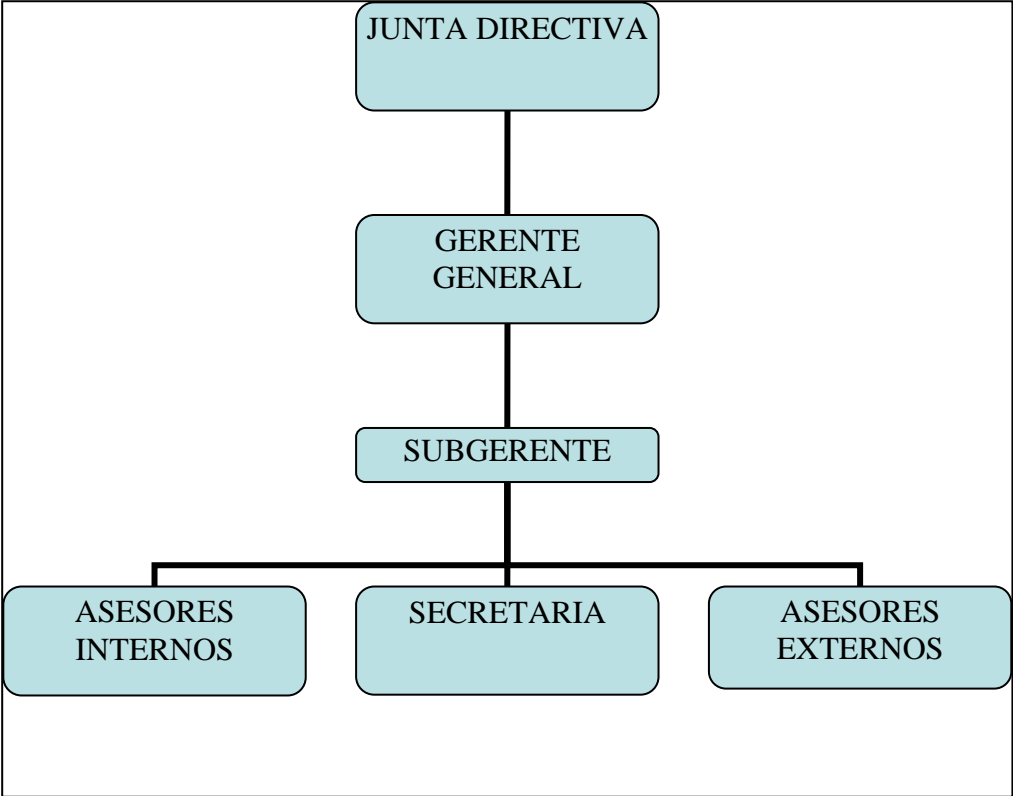 JUNTA DIRECTIVA
GERENTE
GENERAL
SUBGERENTE
ASESORES
INTERNOS
SECRETARIA
ASESORES
EXTERNOS